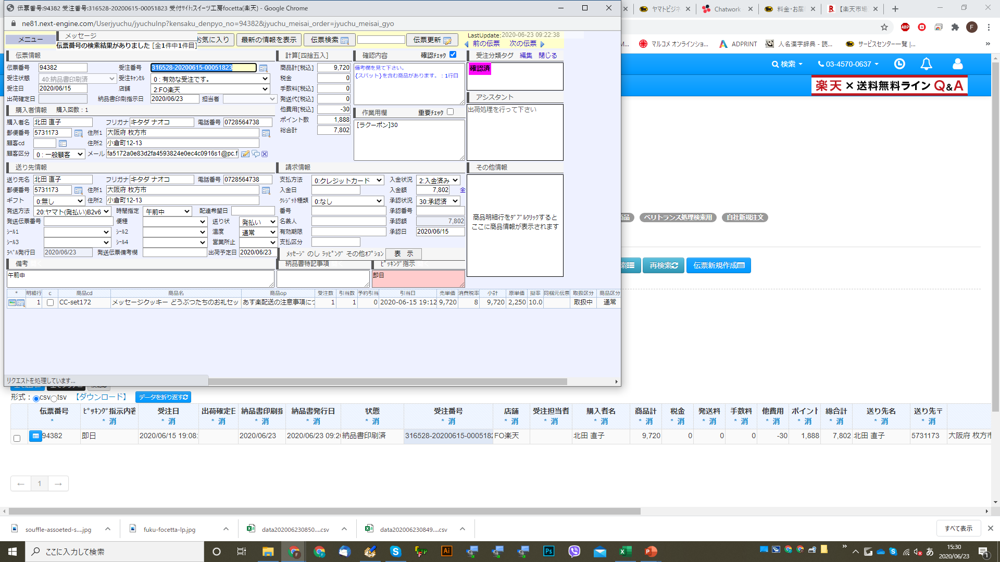 伝票番号:94382 受注番号:316528-20200615-00051823 受付サイト:スイーツ工房focetta(楽天) - Google Chrome
ne81.next-engine.com/Userjyuchu/jyuchuInp?kensaku_denpyo_no=94382&jyuchu_meisai_order=jyuchu_meisai_gyo
ヤマトビジネ
Chatwork
料金・お届
【楽天市場
マルコメ オンラインショ...
ADPRINT
人名漢字辞典 - 読...
サービスセンター一覧 |...
メニュー
メッセージ
伝票番号の検索結果がありました [全1件中1件目]
お気に入り
最新の情報を表示
伝票検索
伝票更新
LastUpdate:2020-06-23 09:22:38
前の伝票 次の伝票
伝票情報
計算[四捨五入]
確認内容 確認ﾁｪｯｸ
受注分類タグ 編集 閉じる
伝票番号 94382 受注番号 316528-20200615-00051823
受注状態 40:納品書印刷済 受注ｷｬﾝｾﾙ 0 : 有効な受注です。
受注日 2020/06/15 店舗 2:FO楽天
出荷確定日 納品書印刷指示日 2020/06/23 担当者
商品計[税込] 9,720
税金 0
手数料[税込] 0
発送代[税込] 0
他費用[税込] -30
ポイント数 1,888
総合計 7,802
備考欄を見て下さい。
{スパット}を含む商品があります。 : 1行目
確認済
アシスタント
出荷処理を行って下さい
作業用欄 重要ﾁｪｯｸ
[ラクーポン]30
購入者情報 購入回数 : 1
購入者名 北田 直子 フリガナ キタダ ナオコ 電話番号 0728564738
郵便番号 5731173 住所1 大阪府 枚方市
顧客cd 住所2 小倉町12-13
顧客区分 0 : 一般顧客 メール fa5172a0e83d2fa4593824e0ec4c0916s1@pc.f
送り先情報
請求情報
その他情報
送り先名 北田 直子 フリガナ キタダ ナオコ 電話番号 0728564738
郵便番号 5731173 住所1 大阪府 枚方市
ギフト 0:無し 住所2 小倉町12-13
発送方法 20:ヤマト(発払い)B2v6 時間指定 午前中 配達希望日
発送伝票番号 便種 送り状 発払い
ｼｰﾙ1 ｼｰﾙ2 温度 通常
ｼｰﾙ3 ｼｰﾙ4 営業所止
ﾗﾍﾞﾙ発行日 2020/06/23 発送伝票備考欄 出荷予定日 2020/06/23
支払方法 0:クレジットカード 入金状況 2:入金済み
入金日 入金額 7,802 全
ｸﾚｼﾞｯﾄ種類 0:なし 承認状況 30:承認済
番号 承認番号
名義人 承認額 7,802
有効期限 承認日 2020/06/15
支払区分
ﾒｯｾｰｼﾞ のし ﾗｯﾋﾟﾝｸﾞ その他ｵﾌﾟｼｮﾝ 表 示
商品明細行をﾀﾞﾌﾞﾙｸﾘｯｸすると
ここに商品情報が表示されます
備考
納品書特記事項
ﾋﾟｯｷﾝｸﾞ指示
午前中
即日
* 明細行 c 商品cd 商品名 商品op 受注数 引当数 予約引当 引当日 売単価 消費税率 小計 原単価 掛率 同梱元伝票 取扱区分 商品区分
1 CC-set172 メッセージクッキー どうぶつたちのお礼セッ あす楽配送の注意事項につ 1 1 0 2020-06-15 19:12 9,720 8 9,720 2,250 10.0 取扱中 通常
リクエストを処理しています...
検索
03-4570-0637
楽天×送料無料ライン Q&A
ベリトランス処理検索用
自社新規注文
再検索
伝票新規作成
形式 : csv tsv 【ダウンロード】 データを折り返す
伝票番号 ﾋﾟｯｷﾝｸﾞ指示内容 受注日 出荷確定日 納品書印刷指 納品書発行日 状態 受注番号 店舗 受注担当者 購入者名 商品計 税金 発送料 手数料 他費用 ポイント 総合計 送り先名 送り先〒
* * 消 * 消 * 消 * 消 * 消 * 消 * 消 * 消 * 消 * 消 * 消 * 消 * 消 * 消 * 消 * 消 * 消 * 消 * 消
94382 即日 2020/06/15 19:08: 2020/06/23 2020/06/23 09:20 納品書印刷済 316528-20200615-0005182 FO楽天 北田 直子 9,720 0 0 0 -30 1,888 7,802 北田 直子 5731173 大阪府 枚方市
← 1 →
souffle-assoeted-s....jpg
fuku-focetta-lp.jpg
data202006230850....csv
data202006230849....csv
すべて表示
ここに入力して検索
あ
15:30
2020/06/23
1